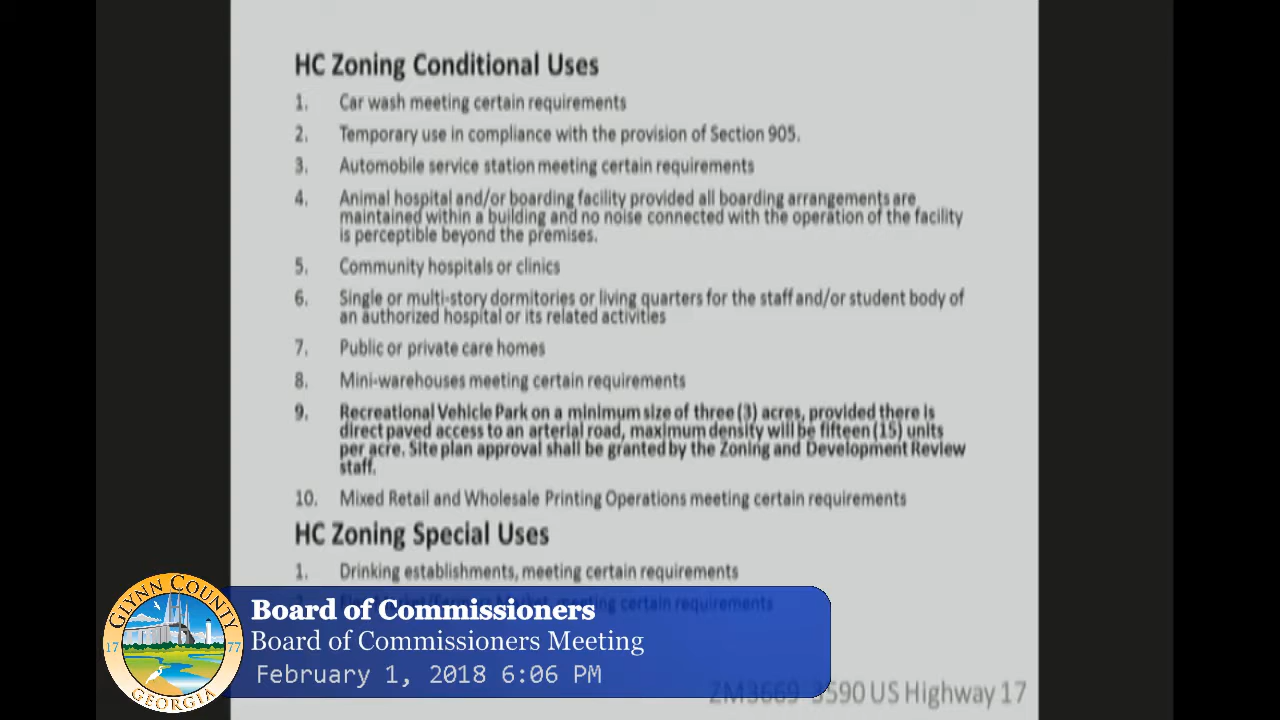 HC Zoning Conditional Uses
1. Car wash meeting certain requirements
2. Temporary use in compliance with the provision of Section 905.
3. Automobile service station meeting certain requirements
4. Animal hospital and/or boarding facility provided all boarding arrangements are
maintained within a building and no noise connected with the operation of the facility
is perceptible beyond the premises.
5. Community hospitals or clinics
6. Single or multi-story dormitories or living quarters for the staff and/or student body of
an authorized hospital or its related activities
7. Public or private care homes
8. Mini-warehouses meeting certain requirements
9. Recreational Vehicle Park on a minimum size of three (3) acres, provided there is
direct paved access to an arterial road, maximum density will be fifteen (15) units
per acre. Site plan approval shall be granted by the Zoning and Development Review
staff.
10. Mixed Retail and Wholesale Printing Operations meeting certain requirements
HC Zoning Special Uses
1. Drinking establishments, meeting certain requirements
meeting certain requirements
GLYNN COUNTY
1777
GEORGIA
Board of Commissioners
Board of Commissioners Meeting
February 1, 2018 6:06 PM
ZM3669 3590 US Highway 17